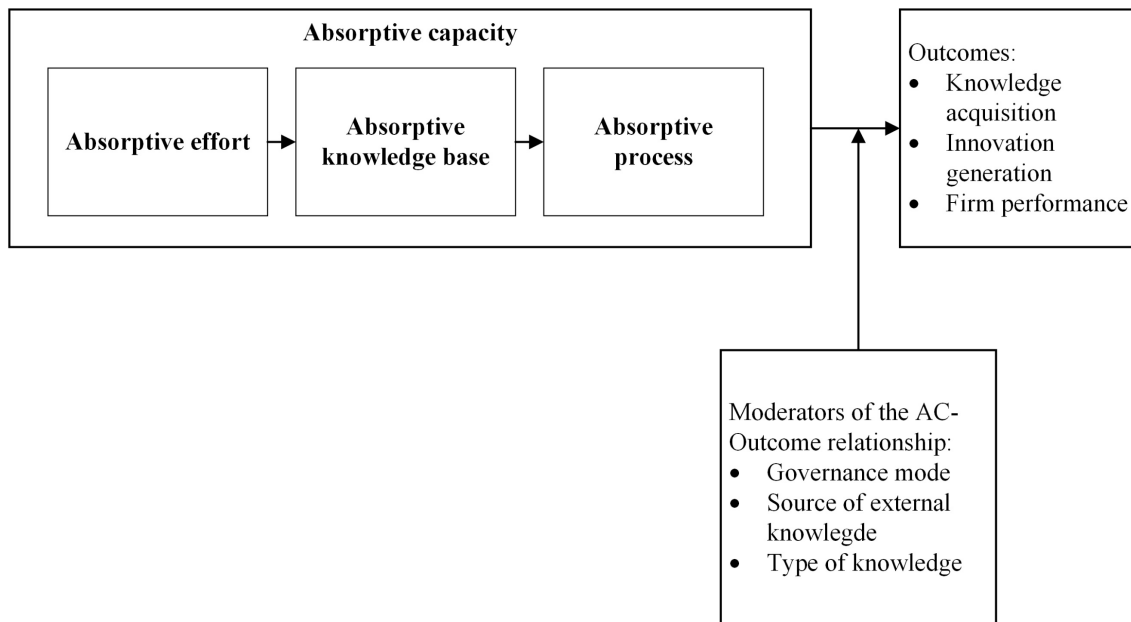 Absorptive capacity
Absorptive effort
Absorptive
knowledge base
Absorptive
process
Outcomes:
• Knowledge
acquisition
• Innovation
generation
• Firm performance
Moderators of the AC-
Outcome relationship:
• Governance mode
• Source of external
knowlegde
• Type of knowledge